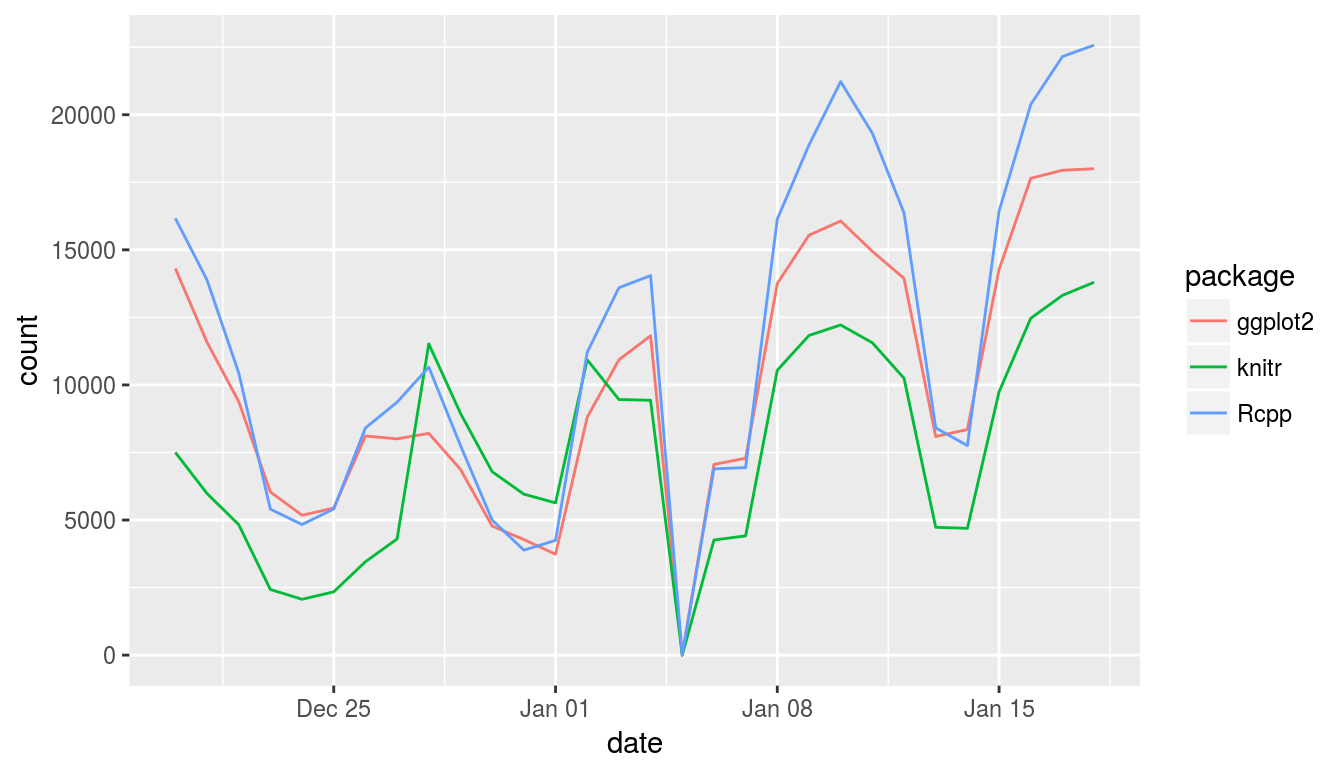 20000
15000
10000
5000
0
count
Dec 25 Jan 01 Jan 08 Jan 15
date
package
ggplot2
knitr
Rcpp